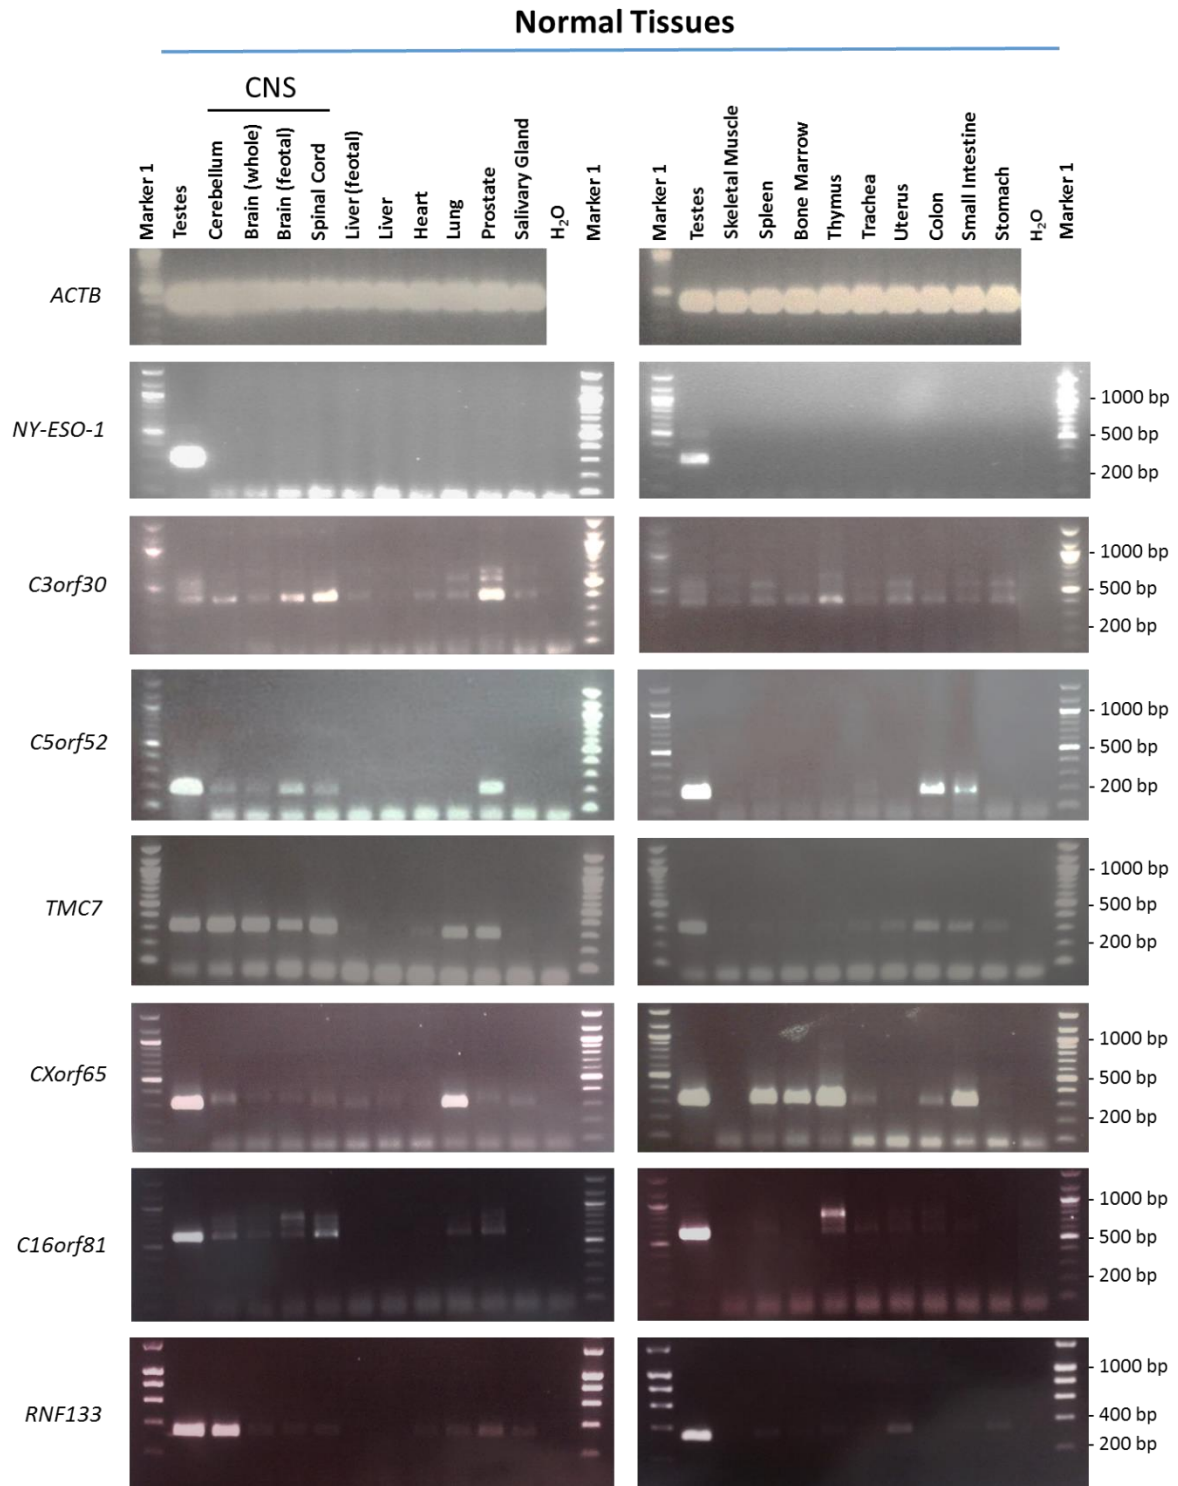 Normal Tissues
CNS
Marker 1
Testes
Cerebellum
Brain (whole)
Brain (feotal)
Spinal Cord
Liver (feotal)
Liver
Heart
Lung
Prostate
Salivary Gland
H₂O
Marker 1
Marker 1
Testes
Skeletal Muscle
Spleen
Bone Marrow
Thymus
Trachea
Uterus
Colon
Small Intestine
Stomach
H₂O
Marker 1
ACTB
NY-ESO-1
- 1000 bp
- 500 bp
- 200 bp
C3orf30
- 1000 bp
- 500 bp
- 200 bp
C5orf52
- 1000 bp
- 500 bp
- 200 bp
TMC7
- 1000 bp
- 500 bp
- 200 bp
CXorf65
- 1000 bp
- 500 bp
- 200 bp
C16orf81
- 1000 bp
- 500 bp
- 200 bp
RNF133
- 1000 bp
- 400 bp
- 200 bp